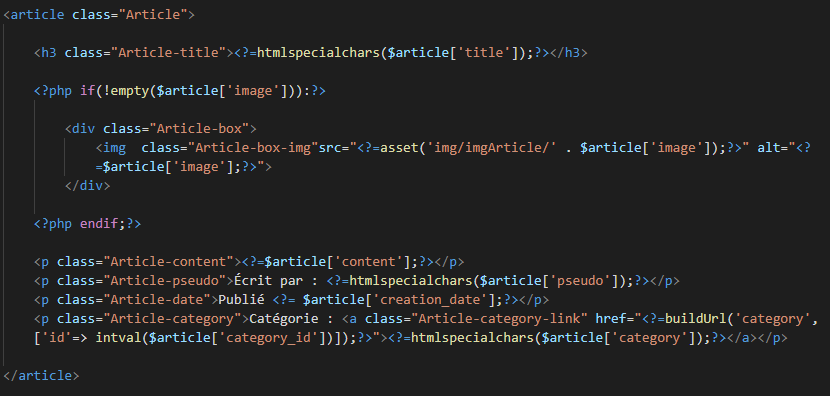 <article class="Article">
<h3 class="Article-title"><?=htmlspecialchars($article['title']);?></h3>
<?php if(!empty($article['image'])):?>
<div class="Article-box">
<img  class="Article-box-img"src="<?=asset('img/imgArticle/' . $article['image']);?>" alt="<?
=$article['image'];?>">
</div>
<?php endif;?>
<p class="Article-content"><?=$article['content'];?></p>
<p class="Article-pseudo">Écrit par : <?=htmlspecialchars($article['pseudo']);?></p>
<p class="Article-date">Publié <?= $article['creation_date'];?></p>
<p class="Article-category">Catégorie : <a class="Article-category-link" href="<?=buildUrl('category',
['id'=> intval($article['category_id'])]);?>"><?=htmlspecialchars($article['category']);?></a></p>
</article>